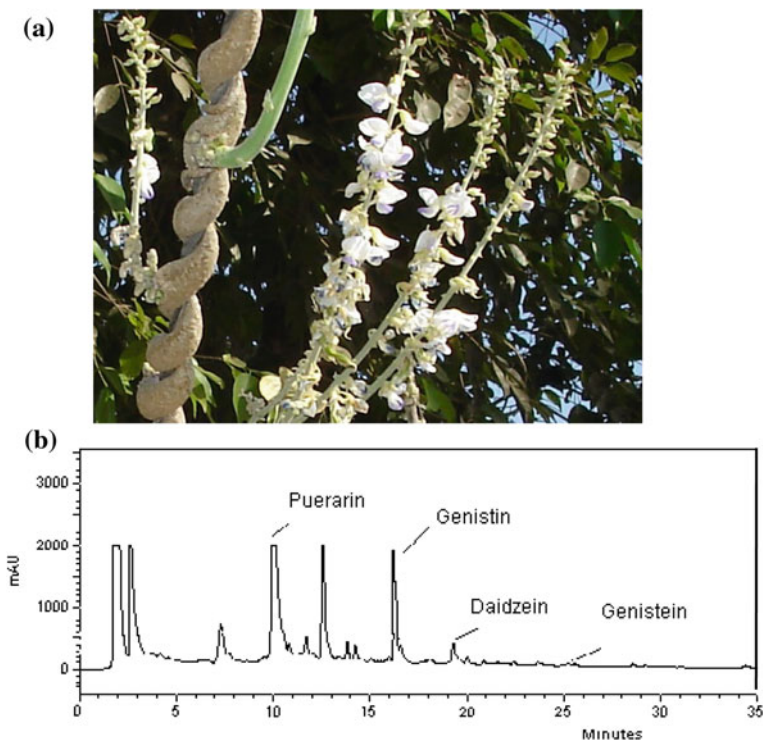 (a)
(b)
3000
2000
1000
0
mAU
Puerarin
Genistin
Daidzein
Genistein
0 5 10 15 20 25 30 35
Minutes